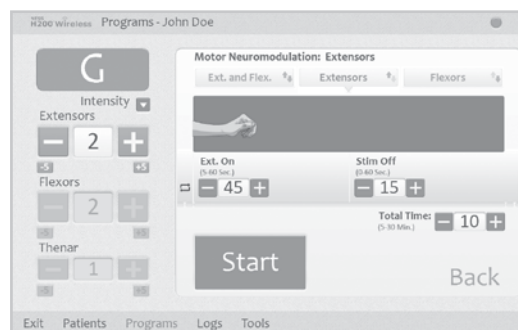 H200 Wireless Programs - John Doe
G
Intensity
Extensors
2
-5 +5
Flexors
2
-5 +5
Thenar
1
-5 +5
Motor Neuromodulation: Extensors
Ext. and Flex. Extensors Flexors
Ext. On
(5-60 Sec.)
45
Stim Off
(0-60 Sec.)
15
Total Time:
(5-30 Min.)
10
Start
Back
Exit Patients Programs Logs Tools